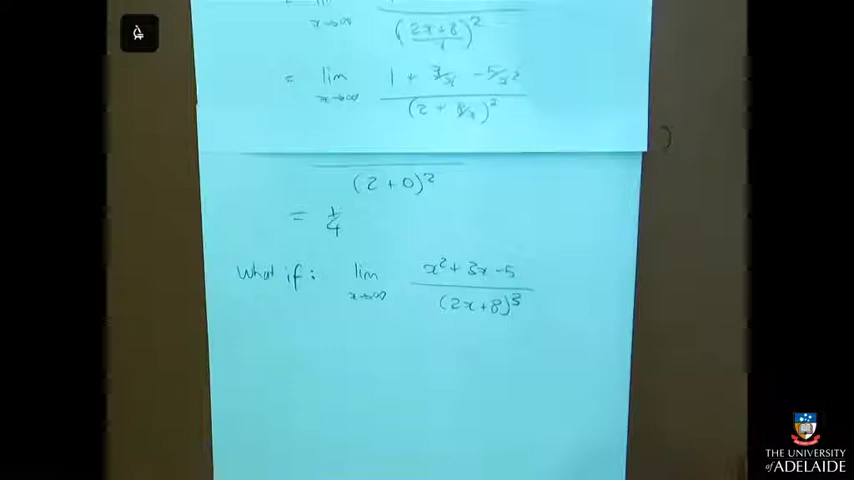 x→∞ (2x+8/x)²
= lim x→∞ 1 + 3/x - 5/x² / (2 + 8/x)²
(2+0)²
= 1/4
What if: lim x→∞ x²+3x-5 / (2x+8)³
THE UNIVERSITY
of ADELAIDE